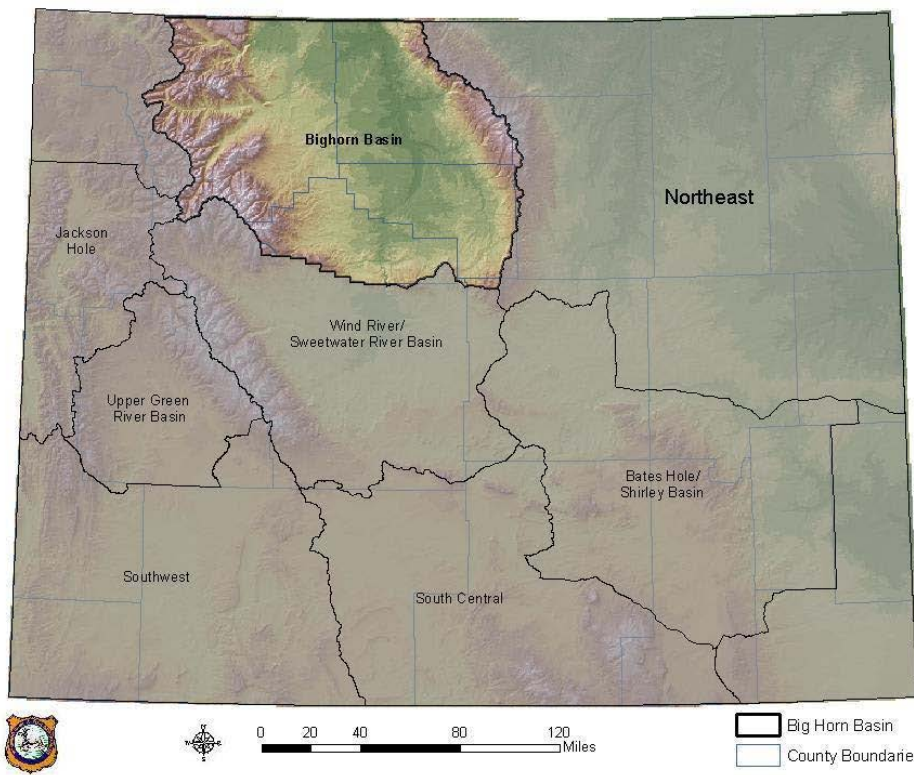 Bighorn Basin
Northeast
Jackson
Hole
Wind River/
Sweetwater River Basin
Upper Green
River Basin
Bates Hole/
Shirley Basin
Southwest
South Central
0 20 40 80 120
Miles
Big Horn Basin
County Boundarie